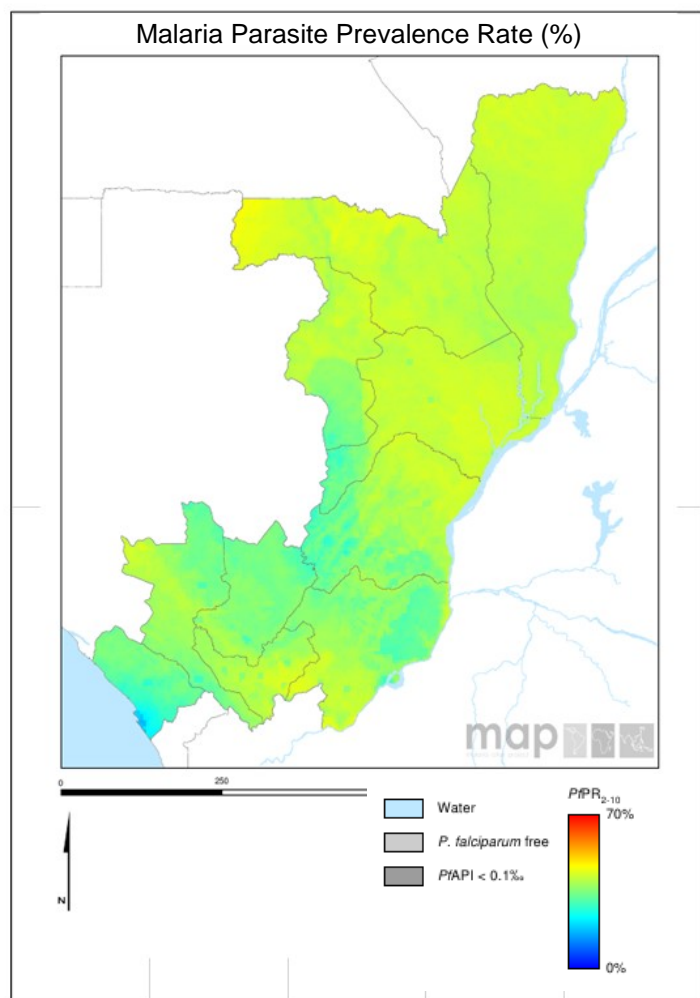 Malaria Parasite Prevalence Rate (%)
map
0
250
Water
P. falciparum free
PfAPI < 0.1‰
PfPR2-10
70%
0%
N